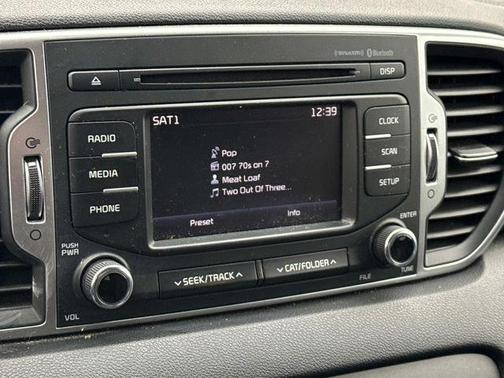 SiriusXM Bluetooth
DISP
SAT1 12:39
RADIO
MEDIA
PHONE
CLOCK
SCAN
SETUP
Pop
007 70s on 7
Meat Loaf
Two Out Of Three...
Preset Info
PUSH
PWR
VOL
SEEK/TRACK
CAT/FOLDER
ENTER
FILE
TUNE